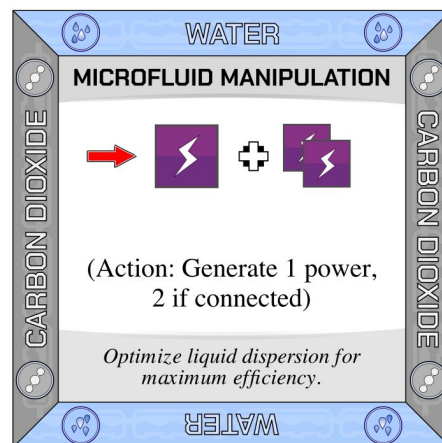 WATER
MICROFLUID MANIPULATION
CARBON DIOXIDE
CARBON DIOXIDE
(Action: Generate 1 power,
2 if connected)
Optimize liquid dispersion for
maximum efficiency.
WATER